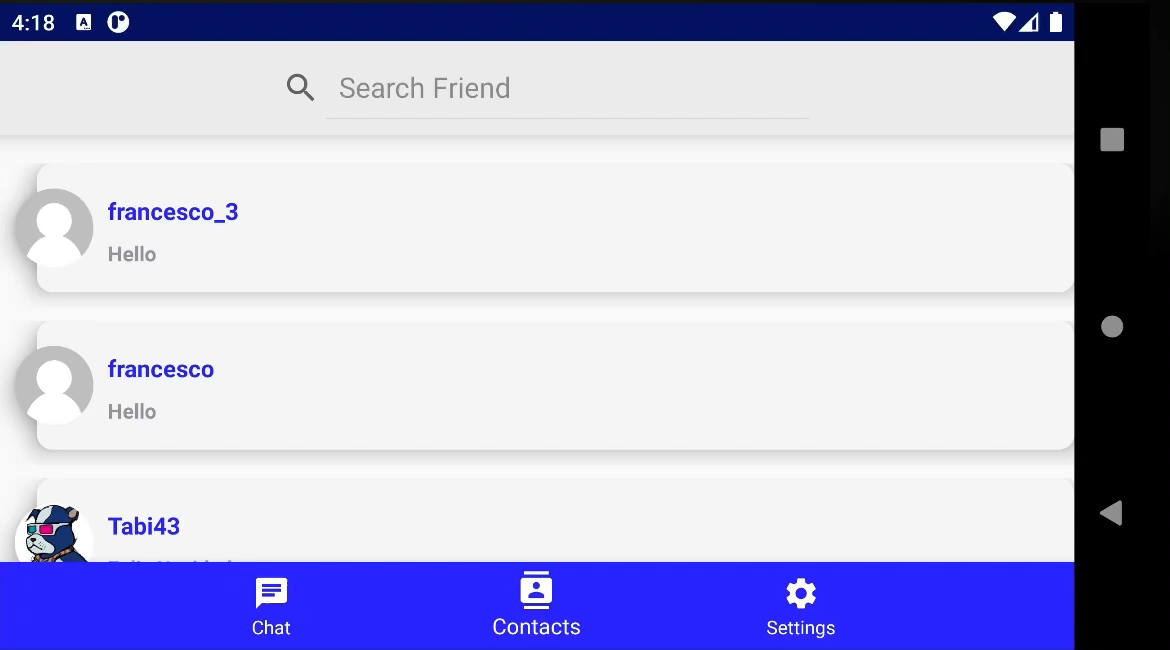 4:18
Search Friend
francesco_3
Hello
francesco
Hello
Tabi43
Chat
Contacts
Settings